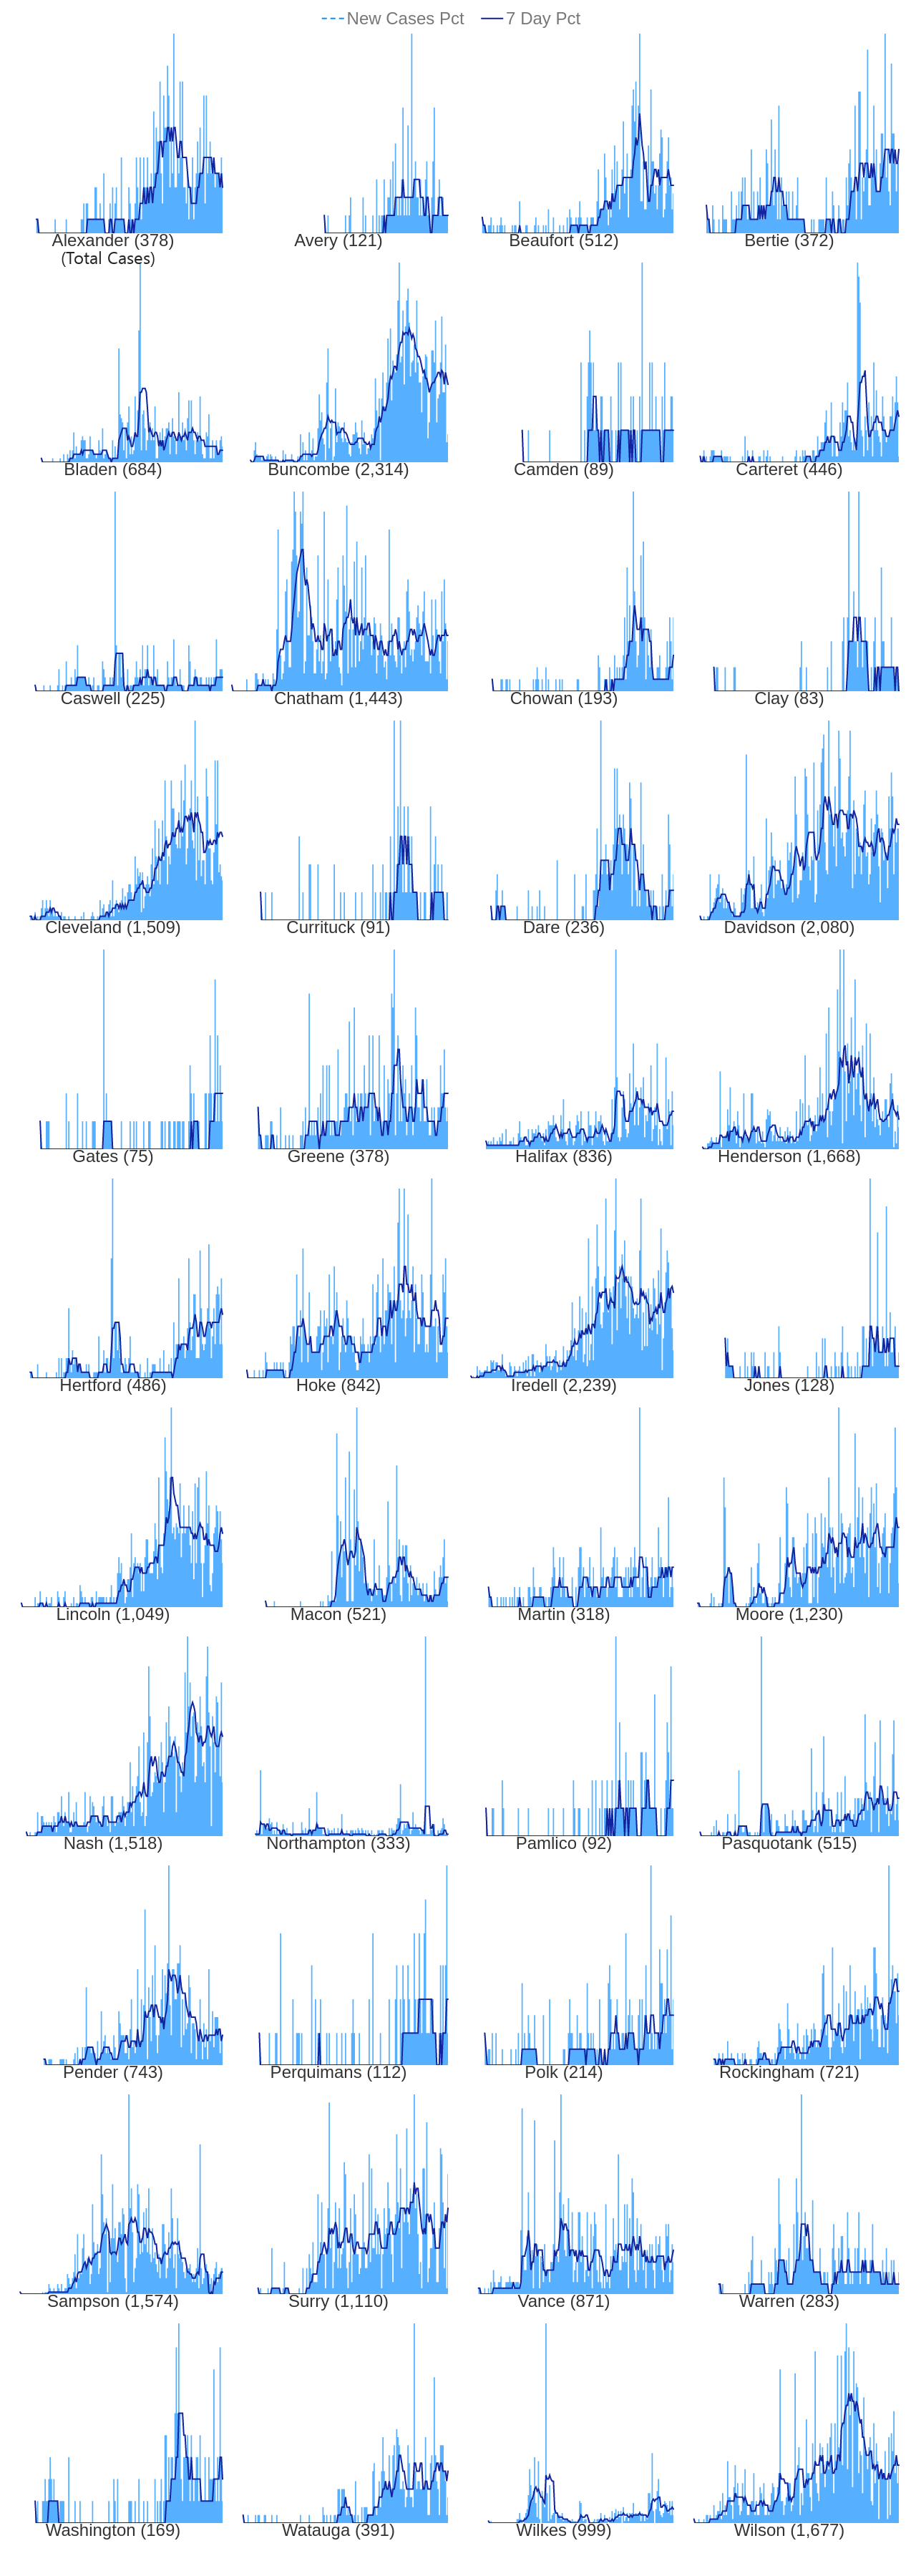 New Cases Pct 7 Day Pct
Alexander (378) Avery (121) Beaufort (512) Bertie (372)
(Total Cases)
Bladen (684) Buncombe (2,314) Camden (89) Carteret (446)
Caswell (225) Chatham (1,443) Chowan (193) Clay (83)
Cleveland (1,509) Currituck (91) Dare (236) Davidson (2,080)
Gates (75) Greene (378) Halifax (836) Henderson (1,668)
Hertford (486) Hoke (842) Iredell (2,239) Jones (128)
Lincoln (1,049) Macon (521) Martin (318) Moore (1,230)
Nash (1,518) Northampton (333) Pamlico (92) Pasquotank (515)
Pender (743) Perquimans (112) Polk (214) Rockingham (721)
Sampson (1,574) Surry (1,110) Vance (871) Warren (283)
Washington (169) Watauga (391) Wilkes (999) Wilson (1,677)